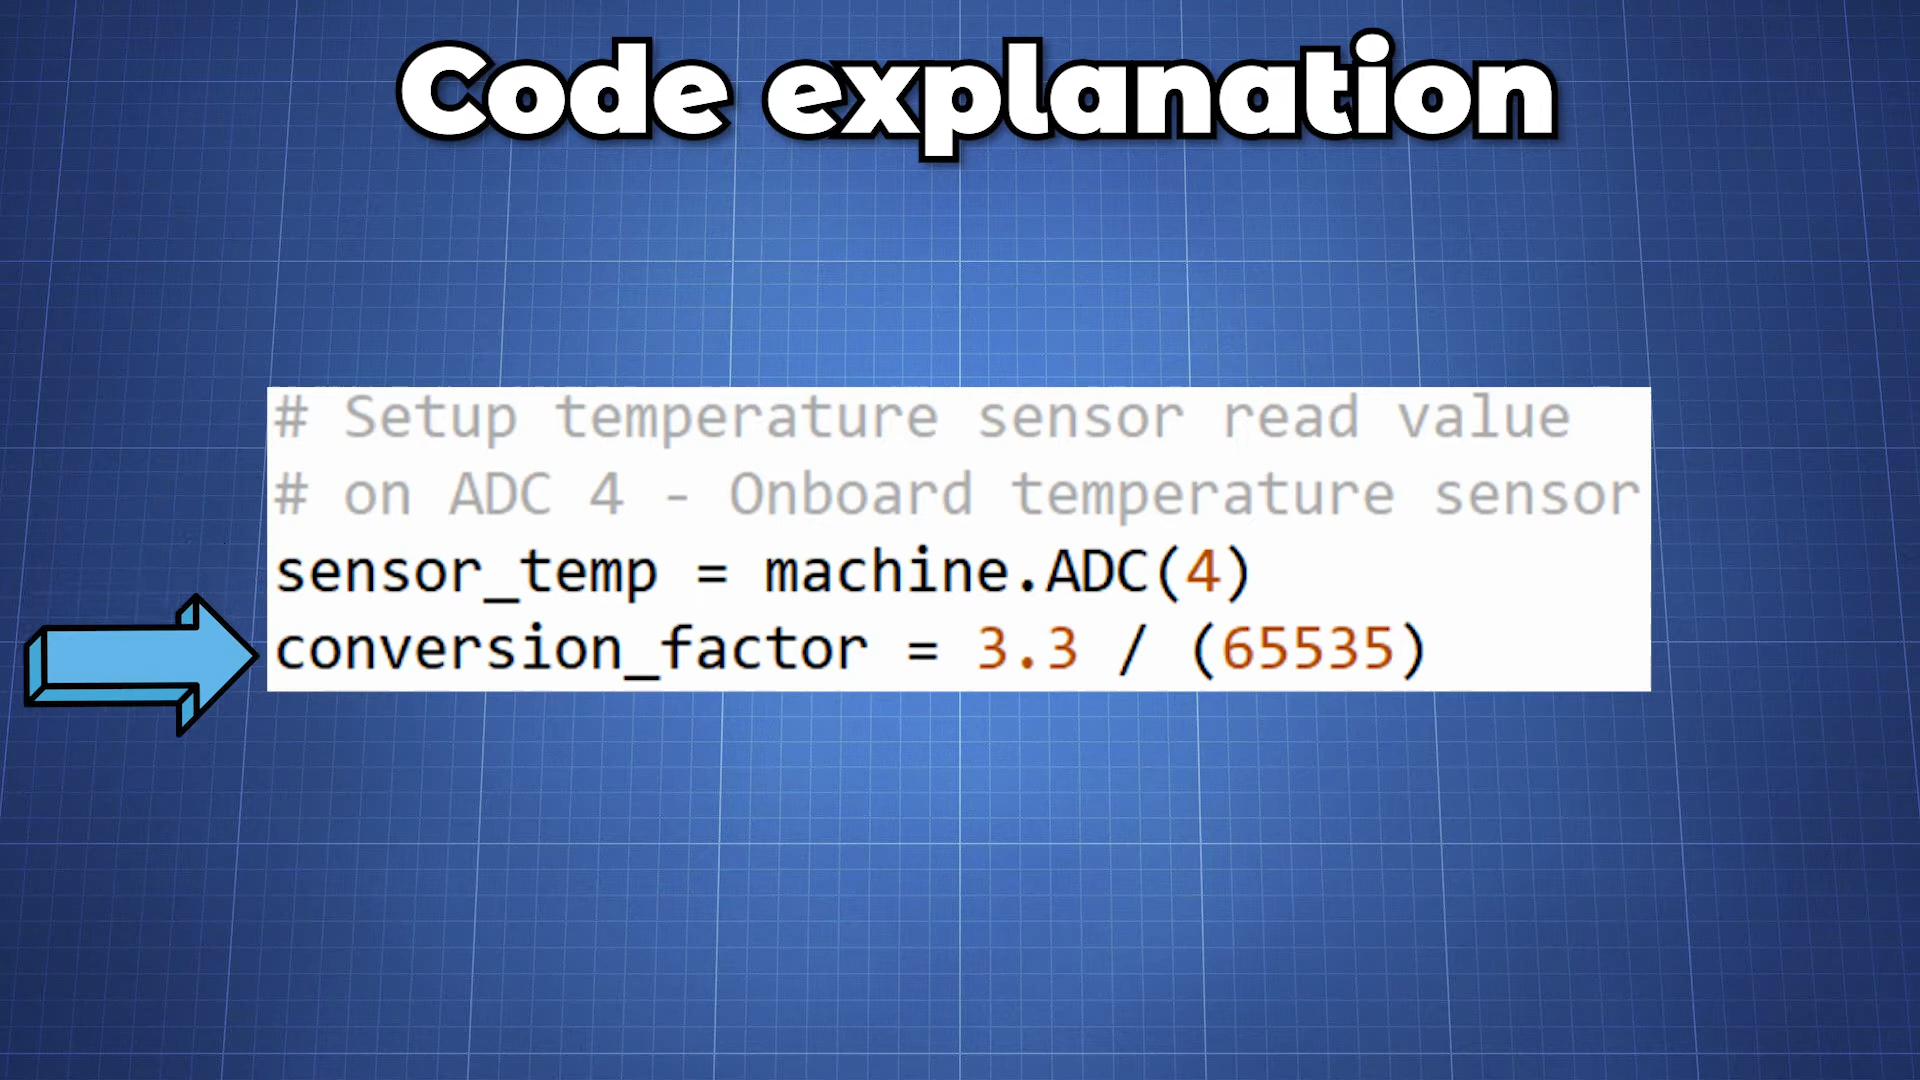 Code explanation
# Setup temperature sensor read value
# on ADC 4 - Onboard temperature sensor
sensor_temp = machine.ADC(4)
conversion_factor = 3.3 / (65535)